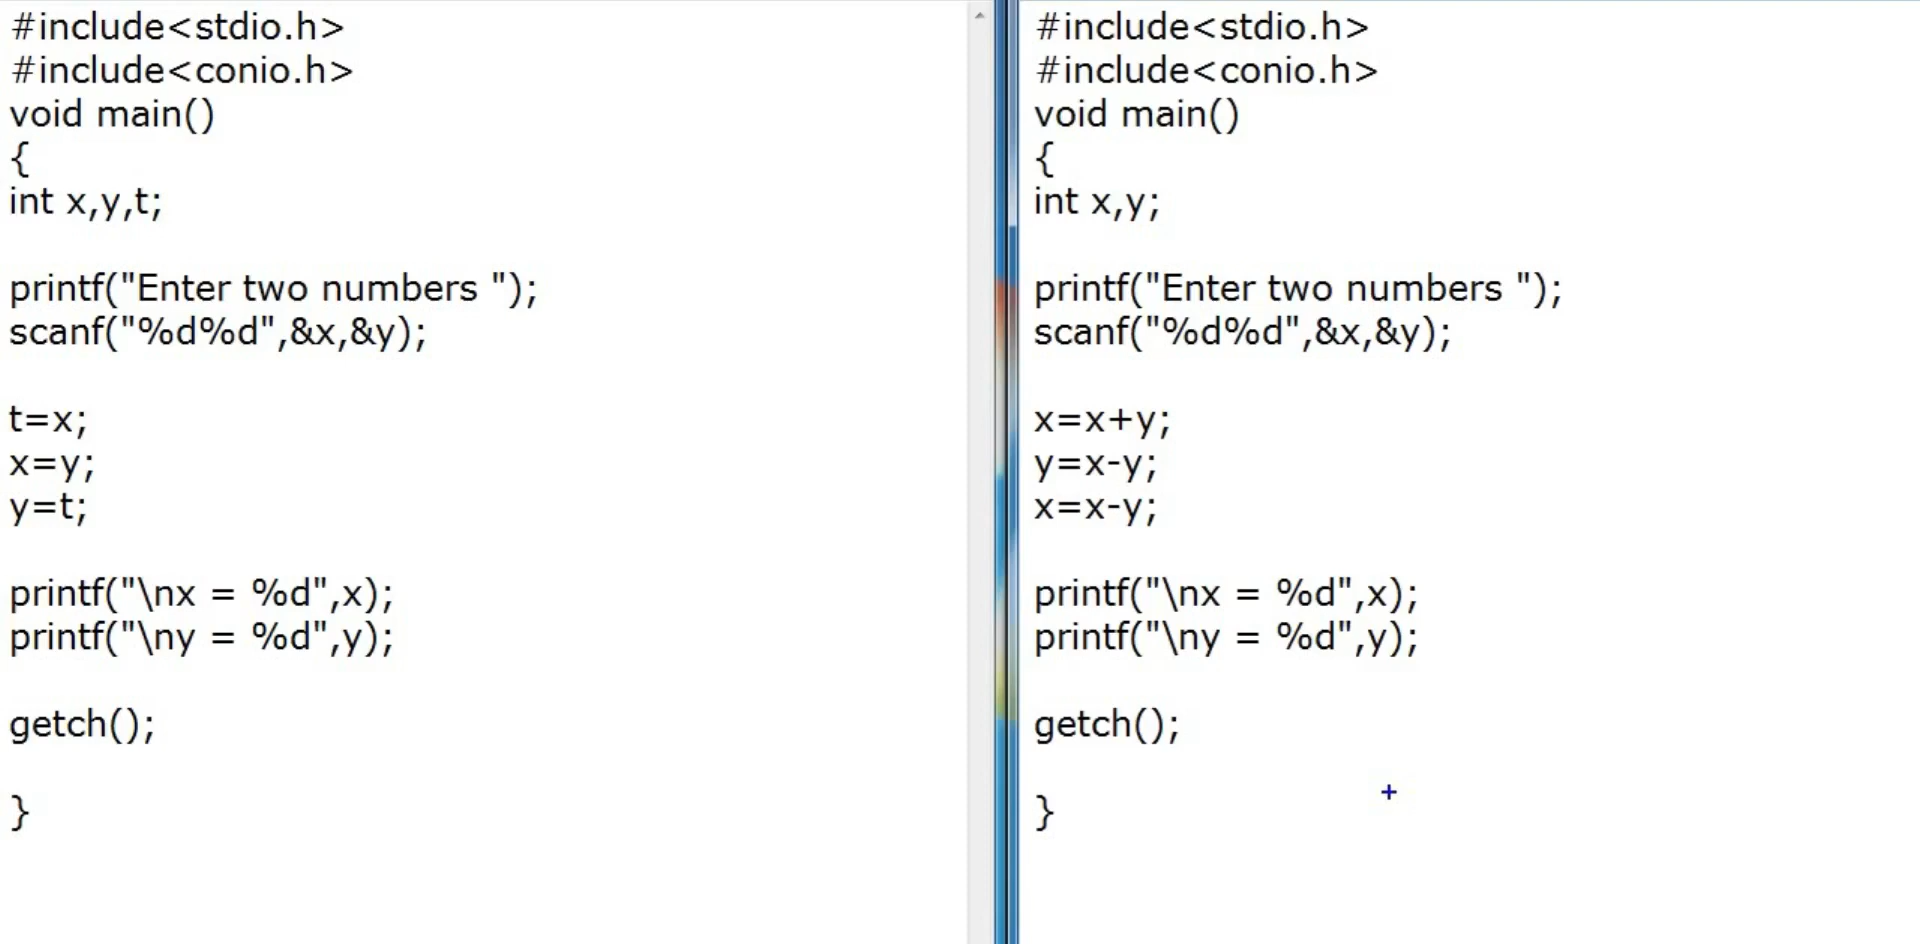 #include<stdio.h>
#include<conio.h>
void main()
{
int x,y,t;
printf("Enter two numbers ");
scanf("%d%d",&x,&y);
t=x;
x=y;
y=t;
printf("\nx = %d",x);
printf("\ny = %d",y);
getch();
}
#include<stdio.h>
#include<conio.h>
void main()
{
int x,y;
printf("Enter two numbers ");
scanf("%d%d",&x,&y);
x=x+y;
y=x-y;
x=x-y;
printf("\nx = %d",x);
printf("\ny = %d",y);
getch();
}